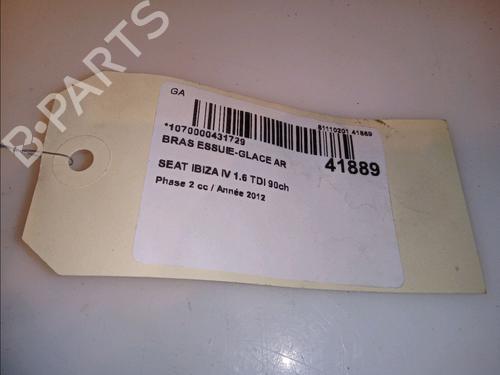 GA
S1110201 41889
*1070000431729
BRAS ESSUIE-GLACE AR
41889
SEAT IBIZA IV 1.6 TDI 90ch
Phase 2 cc / Année 2012
B-PARTS